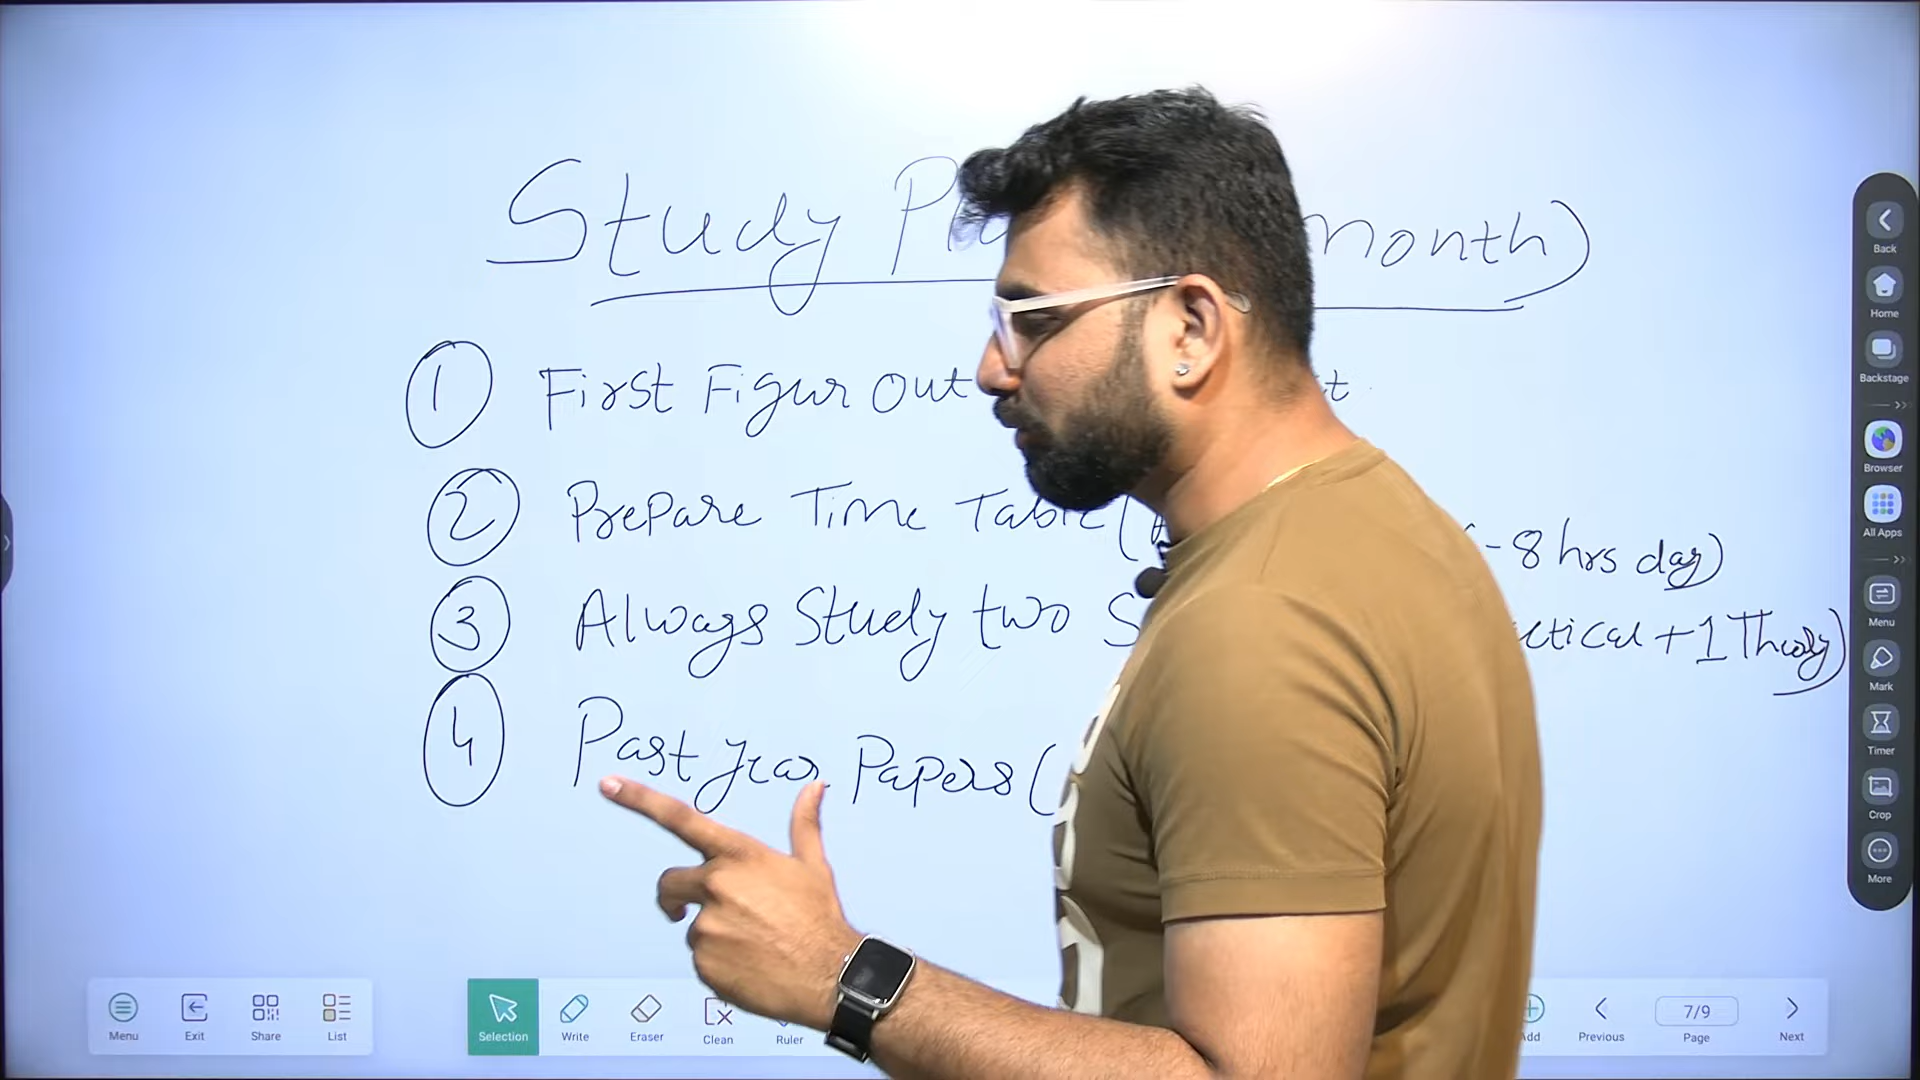 Study Month)
1 First Figur out
2 Prepare Time Table ( -8 hrs day)
3 Always Study two ctical +1 Theory)
4 Past year Papers (
Back
Home
Backstage
Browser
All Apps
Menu
Mark
Timer
Crop
More
Menu Exit Share List Selection Write Eraser Clean Ruler Add Previous 7/9 Page Next